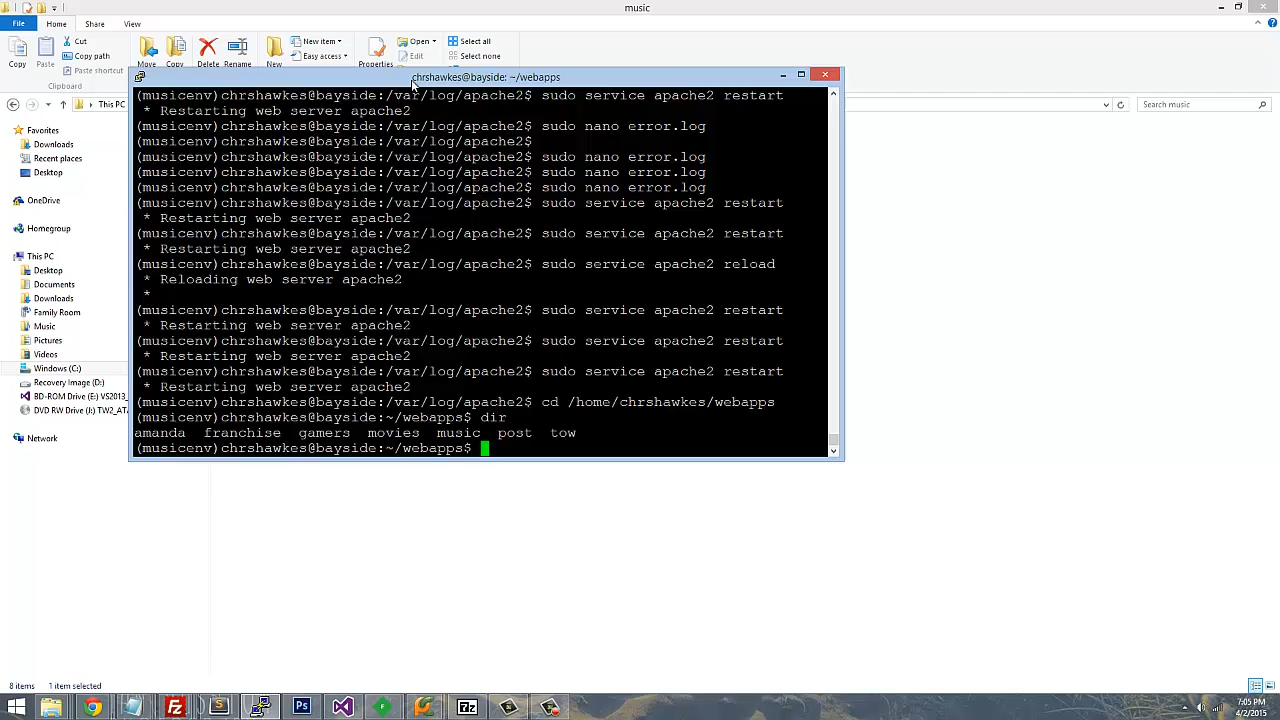 music
File
Home
Share
View
Cut
Copy path
Paste shortcut
Copy
Paste
Clipboard
Move
Copy
Delete
Rename
New
New item
Easy access
Properties
Open
Edit
Select all
Select none
This PC
Search music
chrshawkes@bayside: ~/webapps
(musicenv)chrshawkes@bayside:/var/log/apache2$ sudo service apache2 restart
* Restarting web server apache2
(musicenv)chrshawkes@bayside:/var/log/apache2$ sudo nano error.log
(musicenv)chrshawkes@bayside:/var/log/apache2$
(musicenv)chrshawkes@bayside:/var/log/apache2$ sudo nano error.log
(musicenv)chrshawkes@bayside:/var/log/apache2$ sudo nano error.log
(musicenv)chrshawkes@bayside:/var/log/apache2$ sudo nano error.log
(musicenv)chrshawkes@bayside:/var/log/apache2$ sudo service apache2 restart
* Restarting web server apache2
(musicenv)chrshawkes@bayside:/var/log/apache2$ sudo service apache2 restart
* Restarting web server apache2
(musicenv)chrshawkes@bayside:/var/log/apache2$ sudo service apache2 reload
* Reloading web server apache2
*
(musicenv)chrshawkes@bayside:/var/log/apache2$ sudo service apache2 restart
* Restarting web server apache2
(musicenv)chrshawkes@bayside:/var/log/apache2$ sudo service apache2 restart
* Restarting web server apache2
(musicenv)chrshawkes@bayside:/var/log/apache2$ sudo service apache2 restart
* Restarting web server apache2
(musicenv)chrshawkes@bayside:/var/log/apache2$ cd /home/chrshawkes/webapps
(musicenv)chrshawkes@bayside:~/webapps$ dir
amanda franchise gamers movies music post tow
(musicenv)chrshawkes@bayside:~/webapps$
Favorites
Downloads
Recent places
Desktop
OneDrive
Homegroup
This PC
Desktop
Documents
Downloads
Family Room
Music
Pictures
Videos
Windows (C:)
Recovery Image (D:)
BD-ROM Drive (E:) VS2013_
DVD RW Drive (J:) TW2_AT
Network
8 items 1 item selected
7:05 PM
4/2/2015